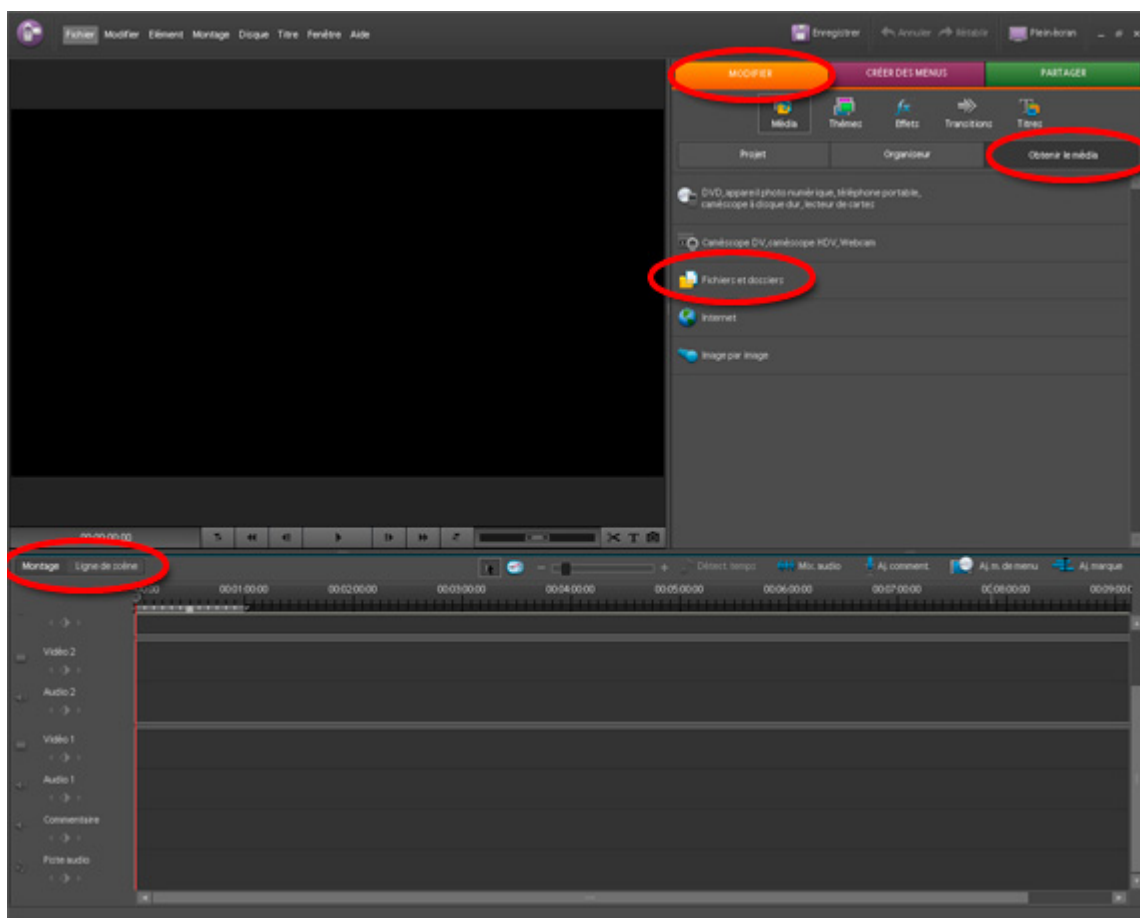 Fichier Modifier Elément Montage Disque Titre Fenêtre Aide
Enregistrer Annuler Rétablir Plein écran
MODIFIER CRÉER DES MENUS PARTAGER
Média Thèmes Effets Transitions Titres
Projet Organiseur Obtenir le média
DVD, appareil photo numérique, téléphone portable,
caméscope à disque dur, lecteur de cartes
Caméscope DV, caméscope HDV, Webcam
Fichiers et dossiers
Internet
Image par image
00:00:00:00
Montage Ligne de scène
Détect. temps Mix. audio Aj. comment. Aj. m. de menu Aj. marque
00:01:00:00 00:02:00:00 00:03:00:00 00:04:00:00 00:05:00:00 00:06:00:00 00:07:00:00 00:08:00:00
Vidéo 2
Audio 2
Vidéo 1
Audio 1
Commentaire
Piste audio